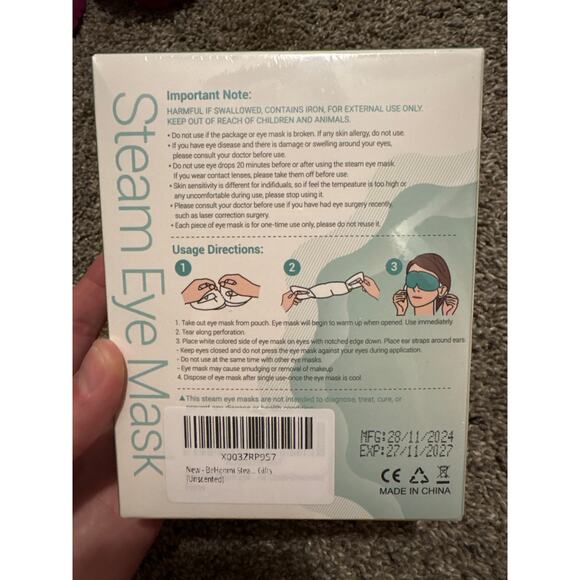 Steam Eye Mask
Important Note:
HARMFUL IF SWALLOWED, CONTAINS IRON, FOR EXTERNAL USE ONLY.
KEEP OUT OF REACH OF CHILDREN AND ANIMALS.
• Do not use if the package or eye mask is broken. If any skin allergy, do not use.
• If you have eye disease and there is damage or swelling around your eyes,
please consult your doctor before use.
• Do not use eye drops 20 minutes before or after using the steam eye mask.
If you wear contact lenses, please take them off before use.
• Skin sensitivity is different for indifiduals, so if feel the tempeature is too high or
any uncomfortable during use, please stop using it.
• Please consult your doctor before use if you have had eye surgery recently,
such as laser correction surgery.
• Each piece of eye mask is for one-time use only, please do not reuse it.
Usage Directions:
1 2 3
1. Take out eye mask from pouch. Eye mask will begin to warm up when opened. Use immediately.
2. Tear along perforation.
3. Place white colored side of eye mask on eyes with notched edge down. Place ear straps around ears.
- Keep eyes closed and do not press the eye mask against your eyes during application.
- Do not use at the same time with other eye masks.
- Eye mask may cause smudging or removal of makeup
4. Dispose of eye mask after single use-once the eye mask is cool.
▲This steam eye masks are not intended to diagnose, treat, cure, or
X003ZRP957
New - BeHoomi Stea... Gifts
(Unscented)
MFG: 28/11/2024
EXP: 27/11/2027
CE
MADE IN CHINA